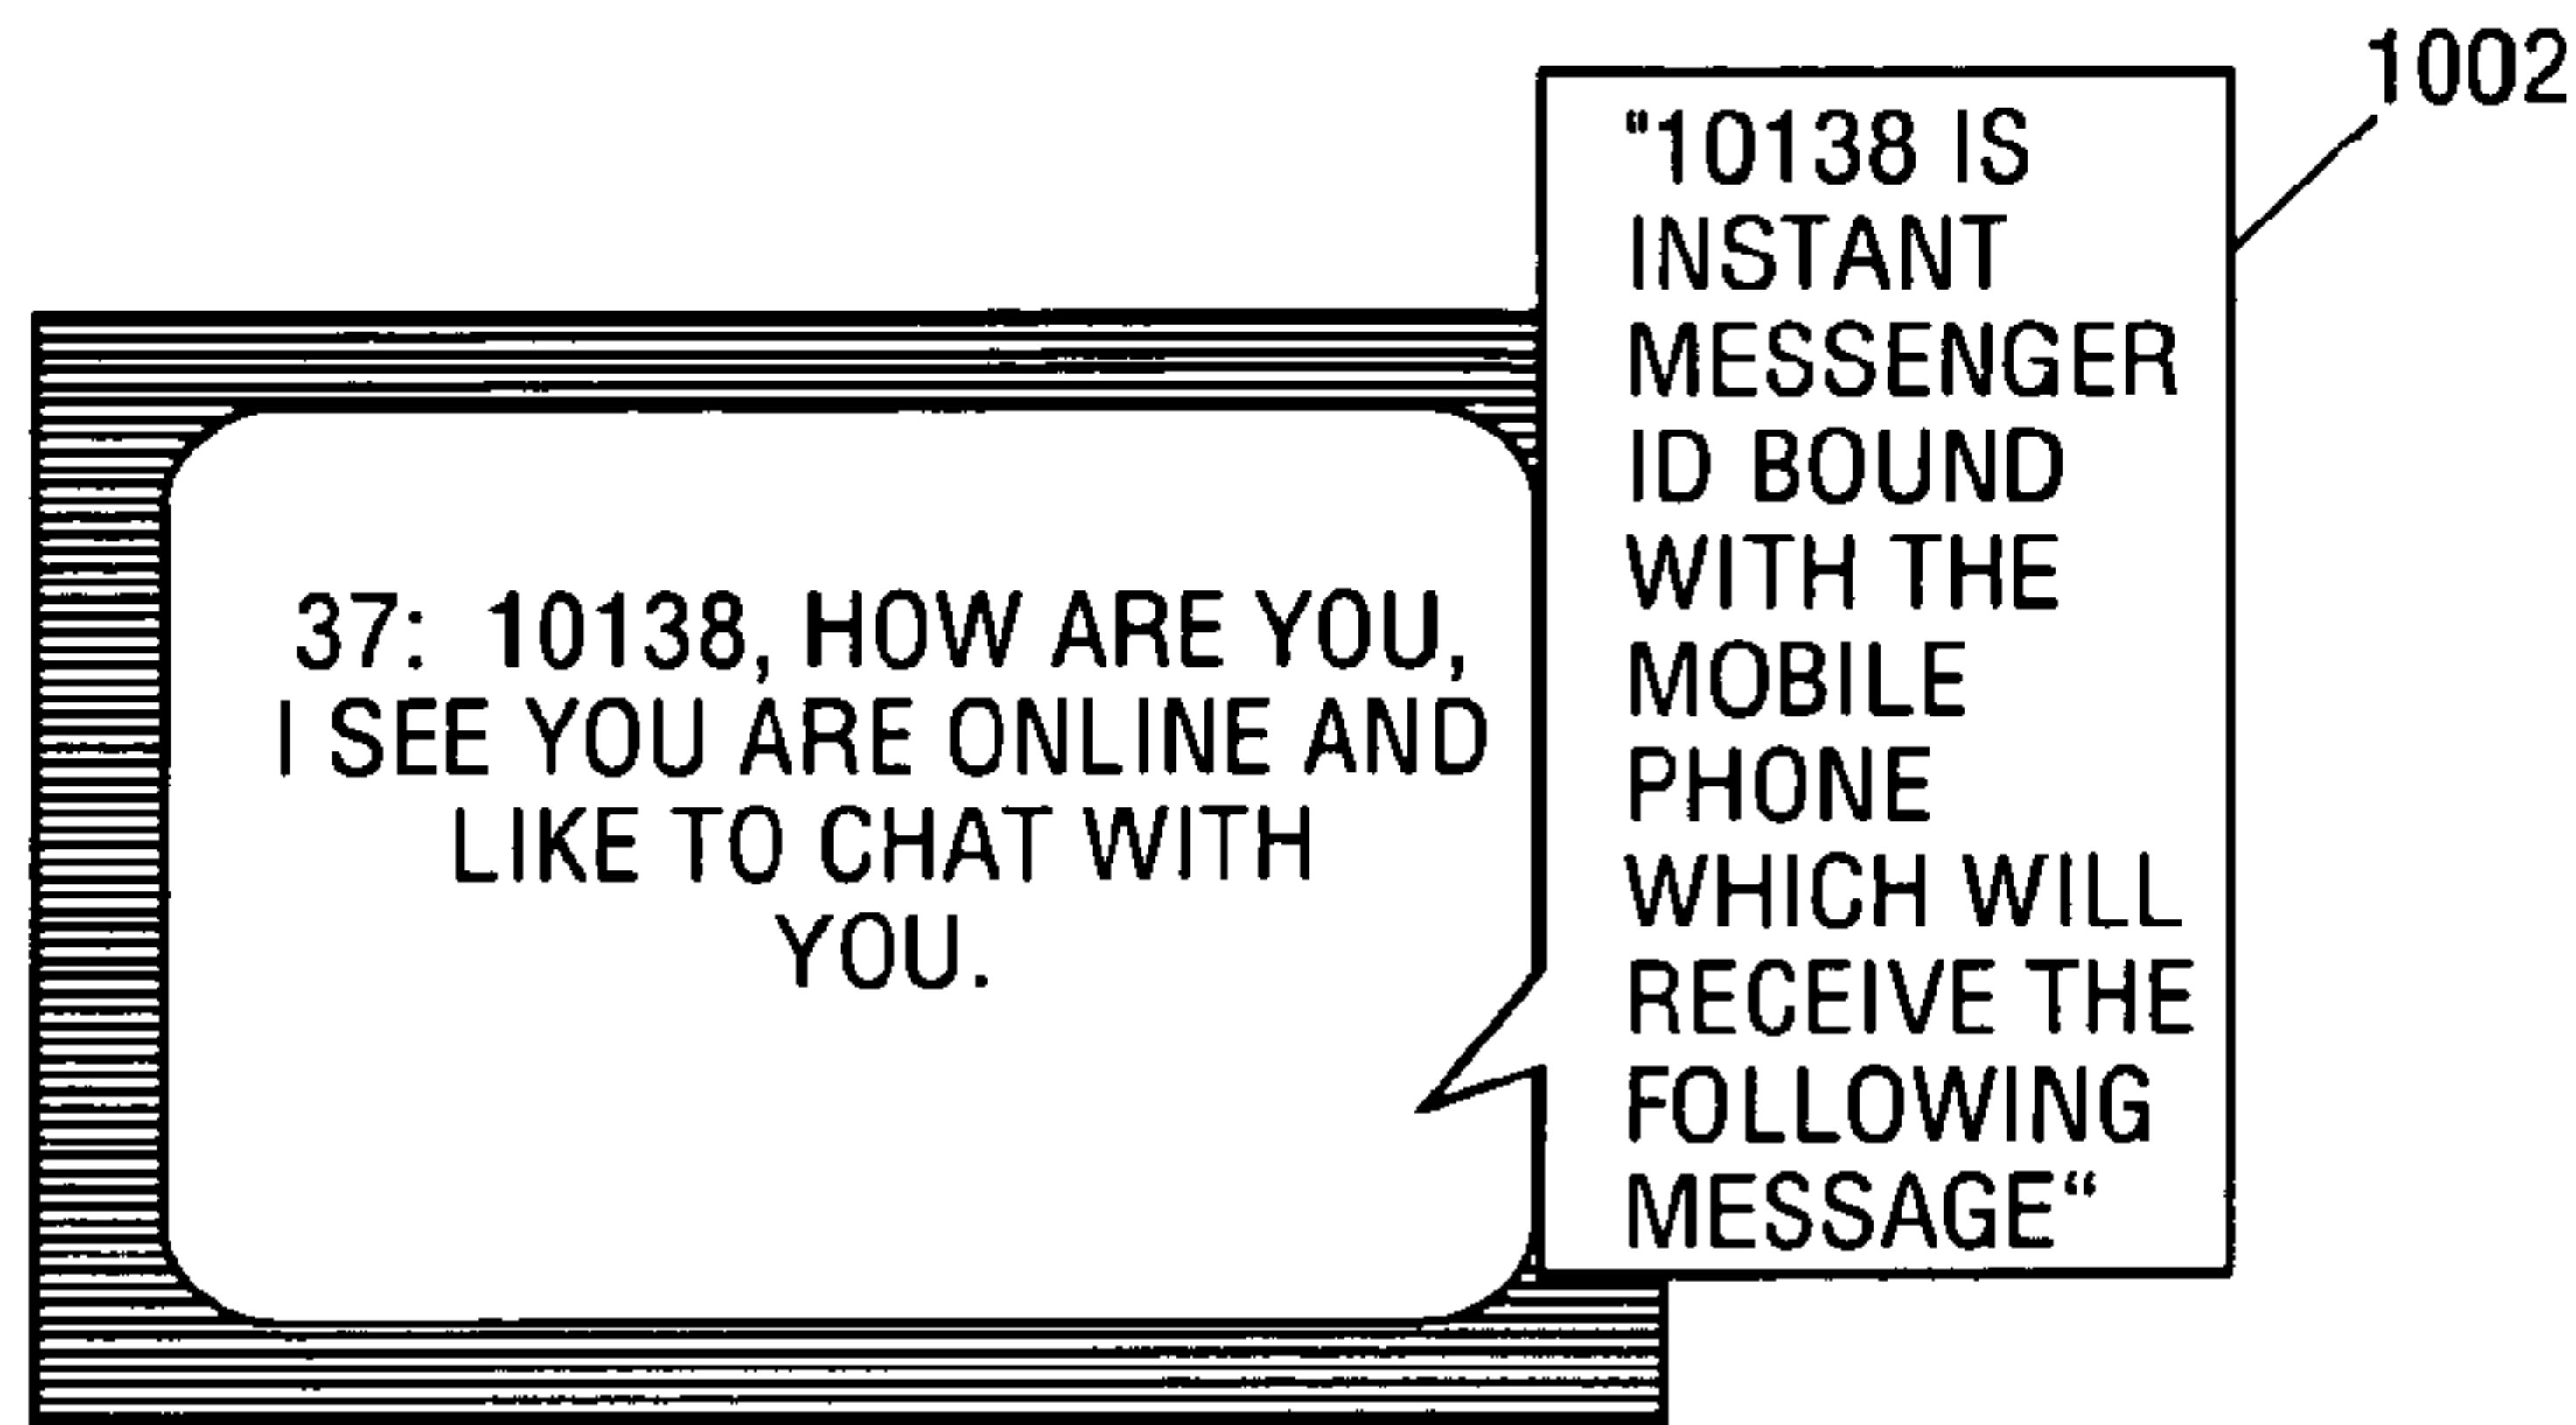 1002
"10138 IS
INSTANT
MESSENGER
ID BOUND
WITH THE
MOBILE
PHONE
WHICH WILL
RECEIVE THE
FOLLOWING
MESSAGE“
37: 10138, HOW ARE YOU,
I SEE YOU ARE ONLINE AND
LIKE TO CHAT WITH
YOU.